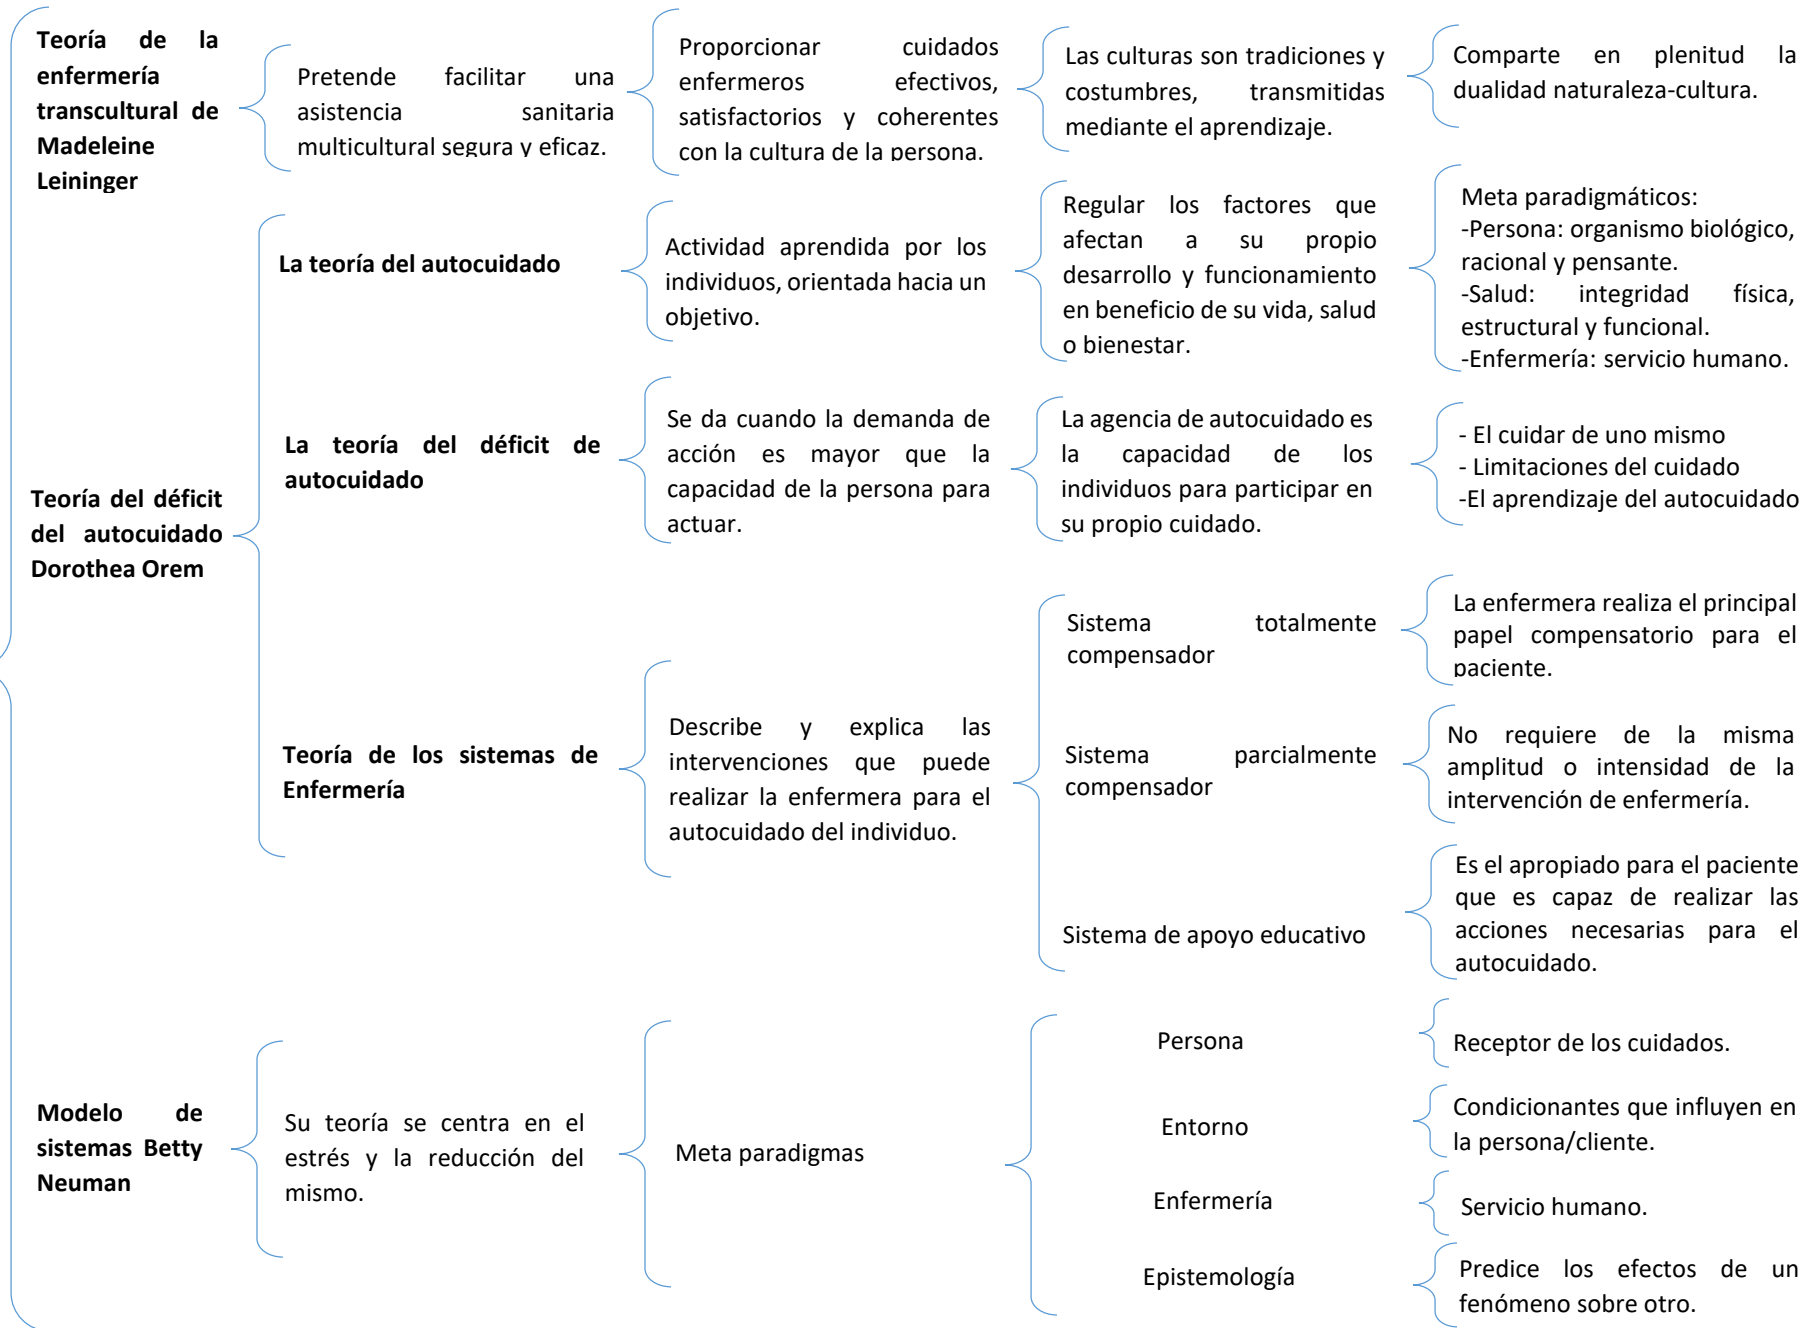 Teoría de la
enfermería
transcultural de
Madeleine
Leininger
Pretende facilitar una
asistencia sanitaria
multicultural segura y eficaz.
Proporcionar cuidados
enfermeros efectivos,
satisfactorios y coherentes
con la cultura de la persona.
Las culturas son tradiciones y
costumbres, transmitidas
mediante el aprendizaje.
Comparte en plenitud la
dualidad naturaleza-cultura.
Teoría del déficit
del autocuidado
Dorothea Orem
La teoría del autocuidado
Actividad aprendida por los
individuos, orientada hacia un
objetivo.
Regular los factores que
afectan a su propio
desarrollo y funcionamiento
en beneficio de su vida, salud
o bienestar.
Meta paradigmáticos:
-Persona: organismo biológico,
racional y pensante.
-Salud: integridad física,
estructural y funcional.
-Enfermería: servicio humano.
La teoría del déficit de
autocuidado
Se da cuando la demanda de
acción es mayor que la
capacidad de la persona para
actuar.
La agencia de autocuidado es
la capacidad de los
individuos para participar en
su propio cuidado.
- El cuidar de uno mismo
- Limitaciones del cuidado
-El aprendizaje del autocuidado
Teoría de los sistemas de
Enfermería
Describe y explica las
intervenciones que puede
realizar la enfermera para el
autocuidado del individuo.
Sistema totalmente
compensador
La enfermera realiza el principal
papel compensatorio para el
paciente.
Sistema parcialmente
compensador
No requiere de la misma
amplitud o intensidad de la
intervención de enfermería.
Sistema de apoyo educativo
Es el apropiado para el paciente
que es capaz de realizar las
acciones necesarias para el
autocuidado.
Modelo de
sistemas Betty
Neuman
Su teoría se centra en el
estrés y la reducción del
mismo.
Meta paradigmas
Persona
Receptor de los cuidados.
Entorno
Condicionantes que influyen en
la persona/cliente.
Enfermería
Servicio humano.
Epistemología
Predice los efectos de un
fenómeno sobre otro.